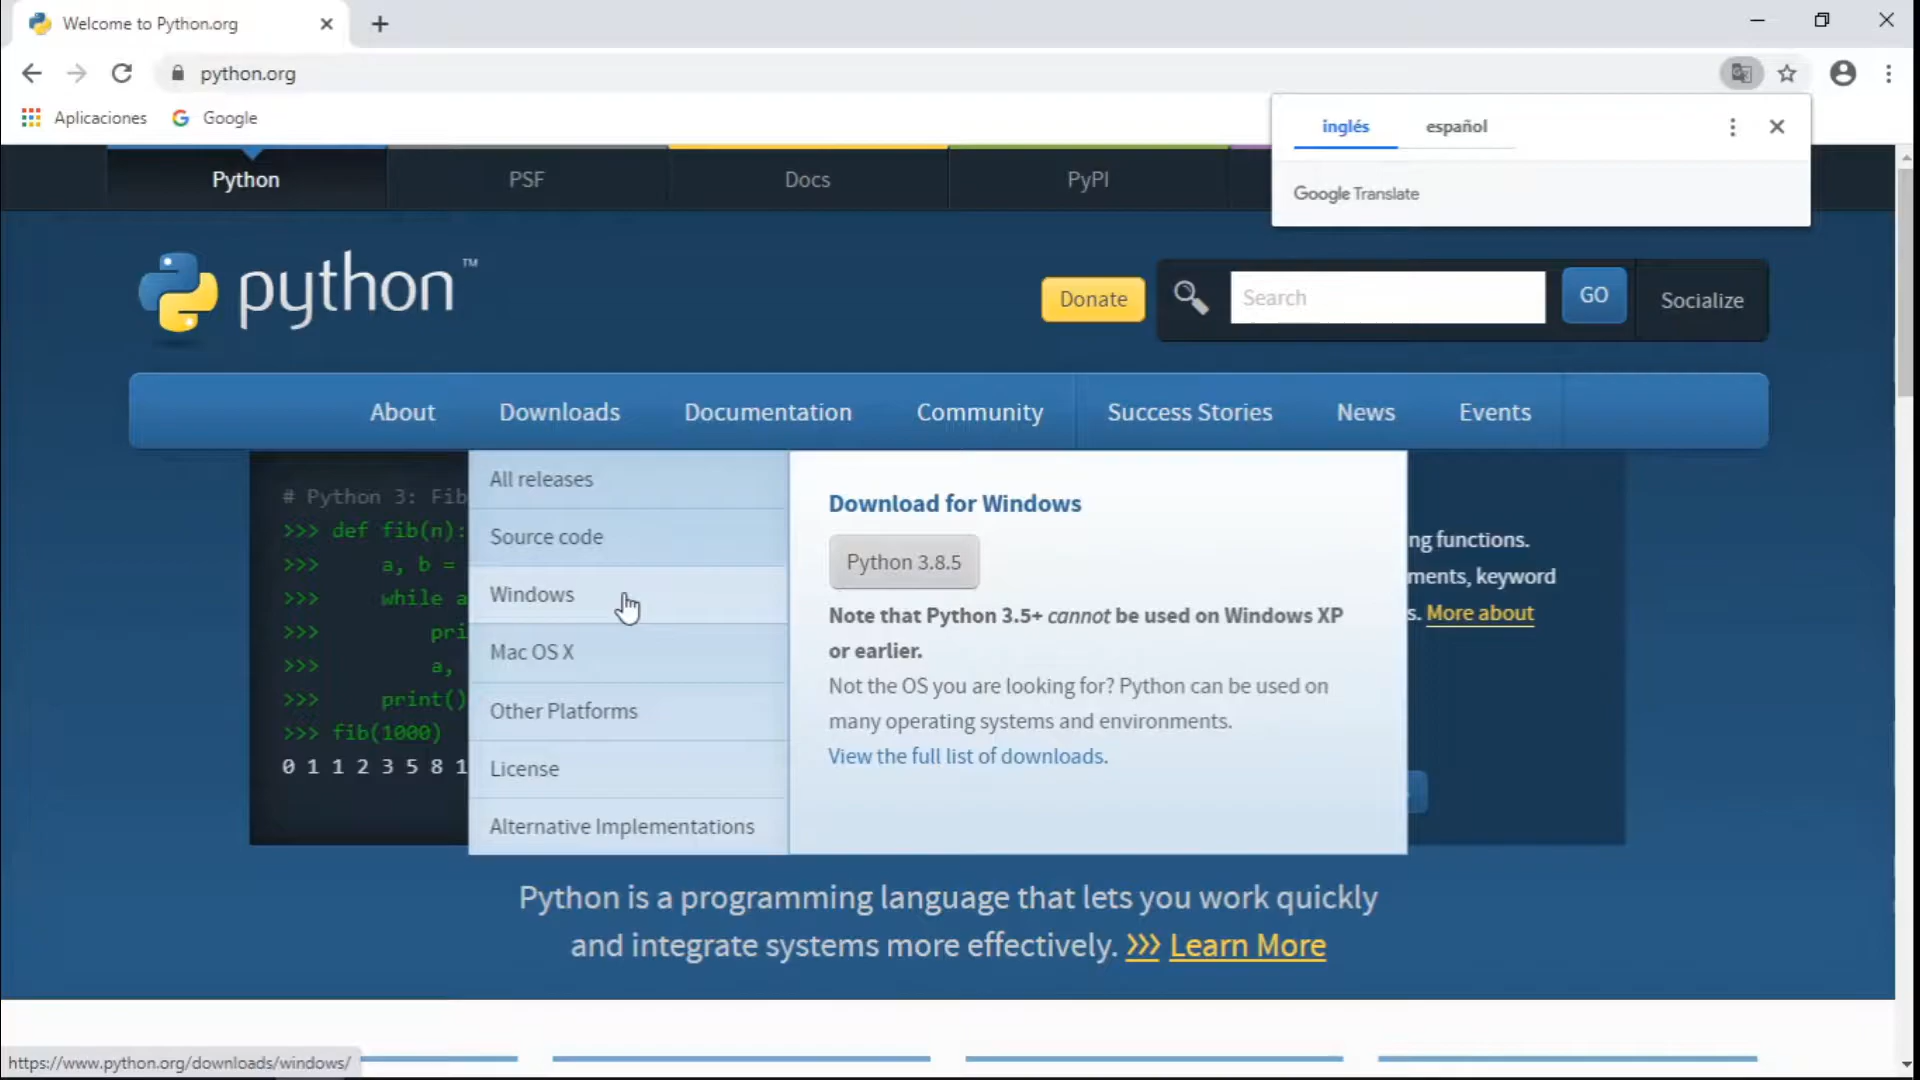 Welcome to Python.org
python.org
Aplicaciones
Google
inglés
español
Google Translate
Python
PSF
Docs
PyPI
python™
Donate
Search
GO
Socialize
About
Downloads
Documentation
Community
Success Stories
News
Events
# Python 3: Fib
>>> def fib(n):
>>> a, b =
>>> while a
>>> pri
>>> a,
>>> print()
>>> fib(1000)
0 1 1 2 3 5 8 1
All releases
Source code
Windows
Mac OS X
Other Platforms
License
Alternative Implementations
Download for Windows
Python 3.8.5
Note that Python 3.5+ cannot be used on Windows XP
or earlier.
Not the OS you are looking for? Python can be used on
many operating systems and environments.
View the full list of downloads.
ng functions.
ments, keyword
s. More about
Python is a programming language that lets you work quickly
and integrate systems more effectively. >>> Learn More
https://www.python.org/downloads/windows/